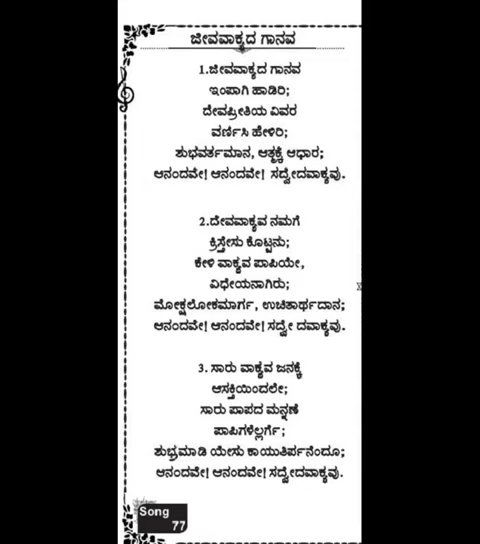 ಜೀವವಾಕ್ಯದ ಗಾನವ
1.ಜೀವವಾಕ್ಯದ ಗಾನವ
ಇಂಪಾಗಿ ಹಾಡಿರಿ;
ದೇವಪ್ರೀತಿಯ ವಿವರ
ವರ್ಣಿಸಿ ಹೇಳಿರಿ;
ಶುಭವರ್ತಮಾನ, ಆತ್ಮಕ್ಕೆ ಆಧಾರ;
ಆನಂದವೇ! ಆನಂದವೇ! ಸದ್ವೇದವಾಕ್ಯವು.
2.ದೇವವಾಕ್ಯವ ನಮಗೆ
ಕ್ರಿಸ್ತೇಸು ಕೊಟ್ಟನು;
ಕೇಳಿ ವಾಕ್ಯವ ಪಾಪಿಯೇ,
ವಿಧೇಯನಾಗಿರು;
ಮೋಕ್ಷಲೋಕಮಾರ್ಗ, ಉಚಿತಾರ್ಥದಾನ;
ಆನಂದವೇ! ಆನಂದವೇ! ಸದ್ವೇ ದವಾಕ್ಯವು.
3. ಸಾರು ವಾಕ್ಯವ ಜನಕ್ಕೆ
ಆಸಕ್ತಿಯಿಂದಲೇ;
ಸಾರು ಪಾಪದ ಮನ್ನಣೆ
ಪಾಪಿಗಳೆಲ್ಲರ್ಗೆ;
ಶುಭ್ರಮಾಡಿ ಯೇಸು ಕಾಯುತಿರ್ಪನೆಂದೂ;
ಆನಂದವೇ! ಆನಂದವೇ! ಸದ್ವೇದವಾಕ್ಯವು.
Song
77